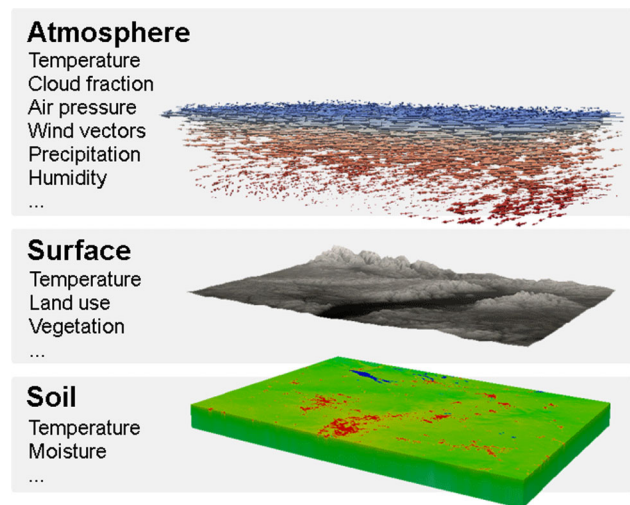 Atmosphere
Temperature
Cloud fraction
Air pressure
Wind vectors
Precipitation
Humidity
...
Surface
Temperature
Land use
Vegetation
...
Soil
Temperature
Moisture
...